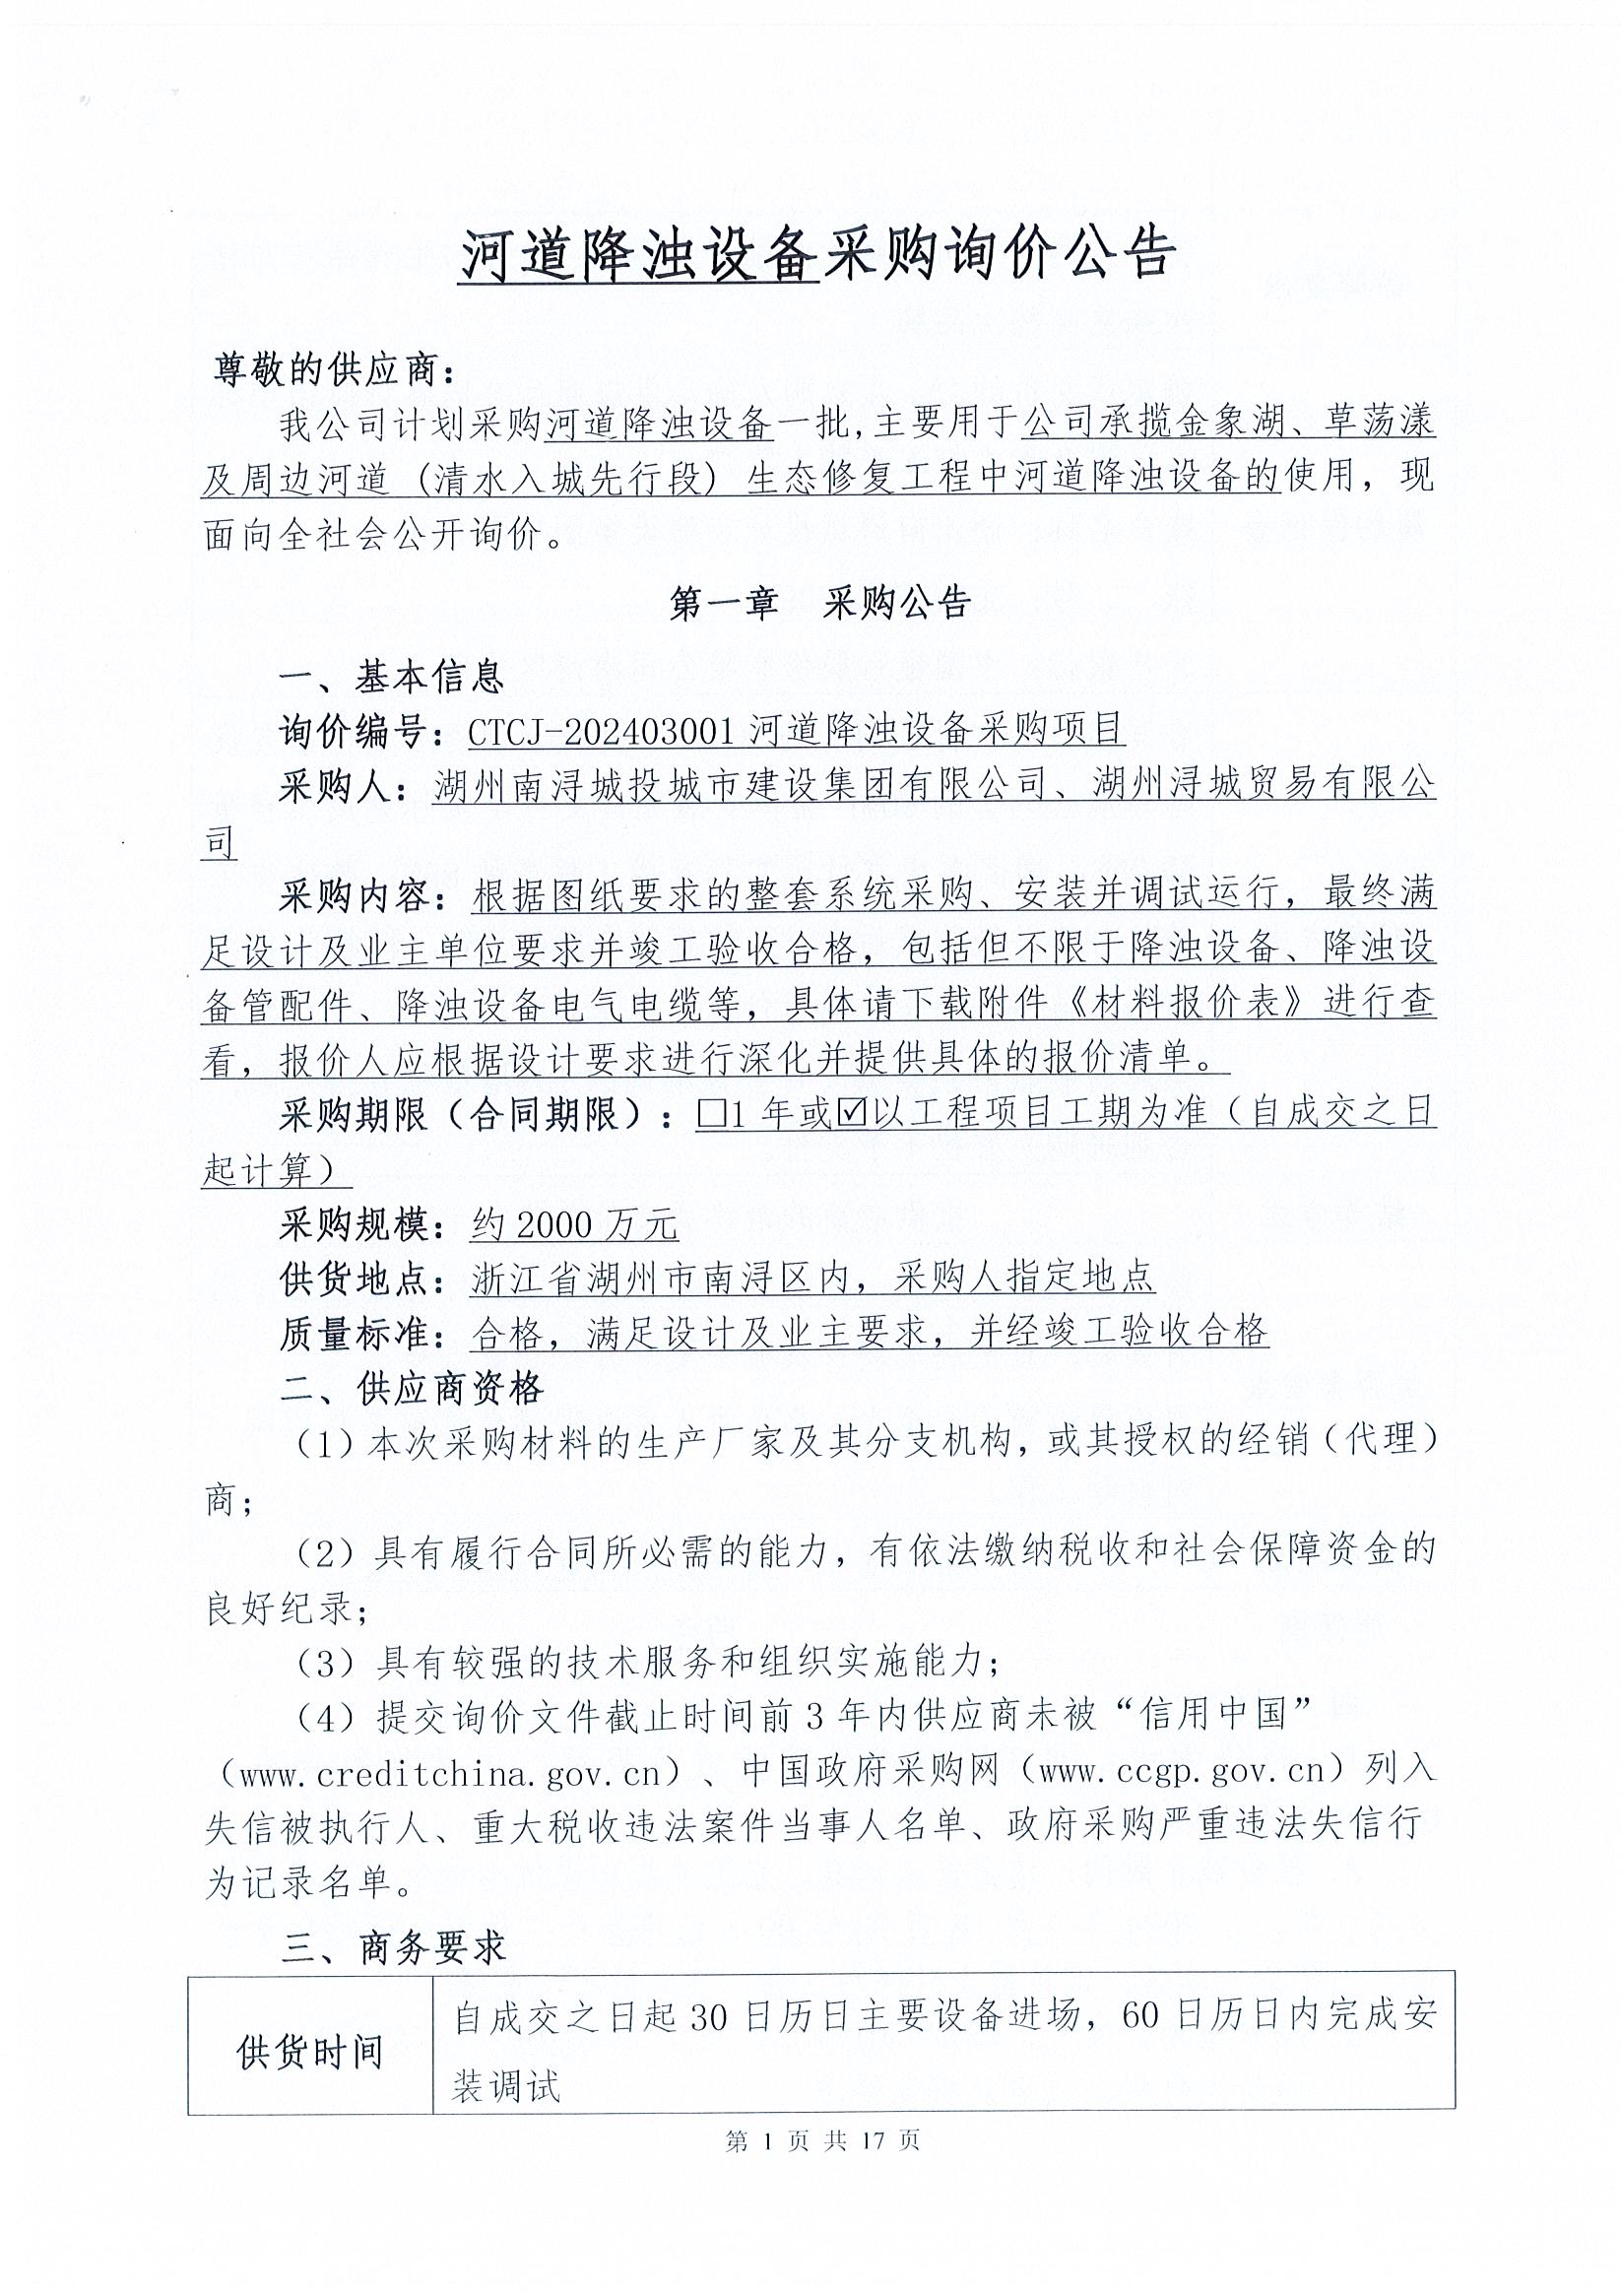 河道降浊设备采购询价公告
尊敬的供应商：
我公司计划采购河道降浊设备一批,主要用于公司承揽金象湖、草荡漾
及周边河道 (清水入城先行段) 生态修复工程中河道降浊设备的使用，现
面向全社会公开询价。
第一章 采购公告
一、基本信息
询价编号：CTCJ-202403001 河道降浊设备采购项目
采购人：湖州南浔城投城市建设集团有限公司、湖州浔城贸易有限公
司
采购内容：根据图纸要求的整套系统采购、安装并调试运行，最终满
足设计及业主单位要求并竣工验收合格，包括但不限于降浊设备、降浊设
备管配件、降浊设备电气电缆等，具体请下载附件《材料报价表》进行查
看，报价人应根据设计要求进行深化并提供具体的报价清单。
采购期限（合同期限）：☐1 年或☑以工程项目工期为准（自成交之日
起计算）
采购规模：约 2000 万元
供货地点：浙江省湖州市南浔区内，采购人指定地点
质量标准：合格，满足设计及业主要求，并经竣工验收合格
二、供应商资格
（1）本次采购材料的生产厂家及其分支机构，或其授权的经销（代理）
商；
（2）具有履行合同所必需的能力，有依法缴纳税收和社会保障资金的
良好纪录；
（3）具有较强的技术服务和组织实施能力；
（4）提交询价文件截止时间前 3 年内供应商未被“信用中国”
（www.creditchina.gov.cn）、中国政府采购网（www.ccgp.gov.cn）列入
失信被执行人、重大税收违法案件当事人名单、政府采购严重违法失信行
为记录名单。
三、商务要求
供货时间
自成交之日起 30 日历日主要设备进场，60 日历日内完成安
装调试
第 1 页 共 17 页